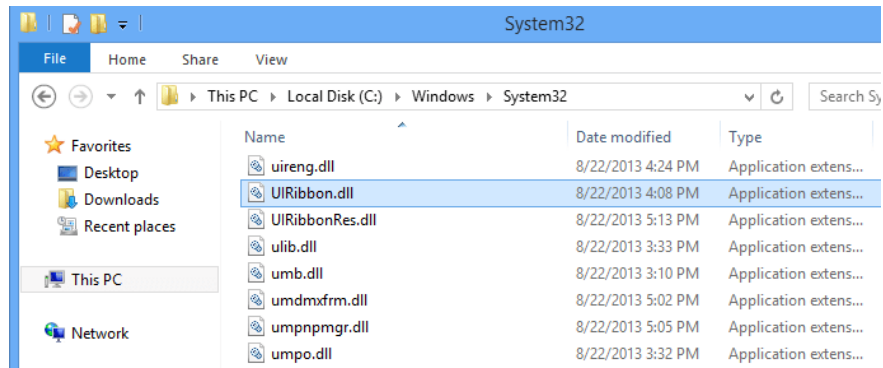 System32
File Home Share View
This PC Local Disk (C:) Windows System32 Search Sy
Name Date modified Type
Favorites
Desktop
Downloads
Recent places
This PC
Network
uireng.dll 8/22/2013 4:24 PM Application extens...
UIRibbon.dll 8/22/2013 4:08 PM Application extens...
UIRibbonRes.dll 8/22/2013 5:13 PM Application extens...
ulib.dll 8/22/2013 3:33 PM Application extens...
umb.dll 8/22/2013 3:10 PM Application extens...
umdmxfrm.dll 8/22/2013 5:02 PM Application extens...
umpnpmgr.dll 8/22/2013 5:05 PM Application extens...
umpo.dll 8/22/2013 3:32 PM Application extens...